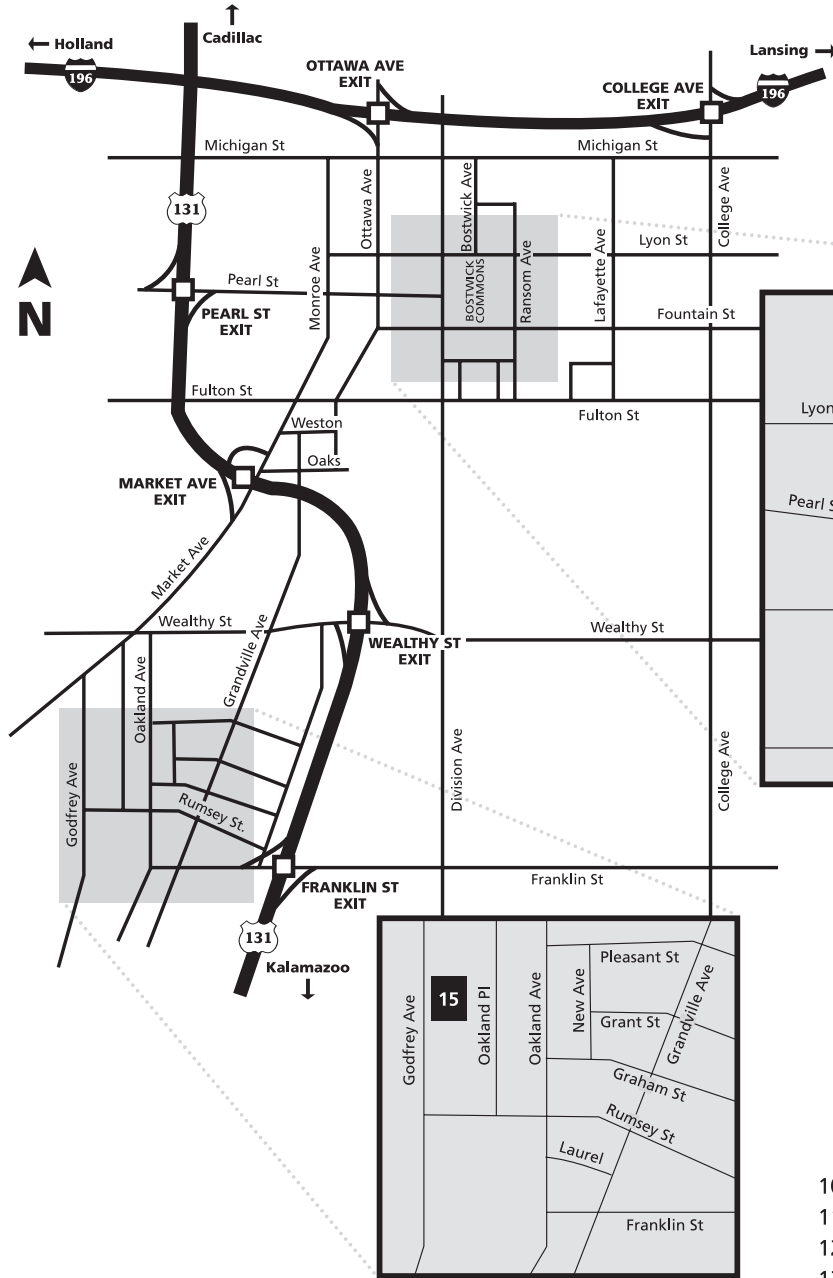 ← Holland
Cadillac
OTTAWA AVE
EXIT
COLLEGE AVE
EXIT
Lansing →
196
196
Michigan St
Michigan St
131
Ottawa Ave
Bostwick Ave
College Ave
Lyon St
N
Pearl St
PEARL ST
EXIT
Monroe Ave
BOSTWICK
COMMONS
Ransom Ave
Lafayette Ave
Fountain St
Fulton St
Fulton St
Weston
Oaks
MARKET AVE
EXIT
Market Ave
Wealthy St
WEALTHY ST
EXIT
Wealthy St
Grandville Ave
Oakland Ave
Godfrey Ave
Rumsey St.
Division Ave
College Ave
FRANKLIN ST
EXIT
Franklin St
131
Kalamazoo
Lyon
Pearl S
15
Godfrey Ave
Oakland Pl
Oakland Ave
New Ave
Pleasant St
Grant St
Grandville Ave
Graham St
Rumsey St
Laurel
Franklin St